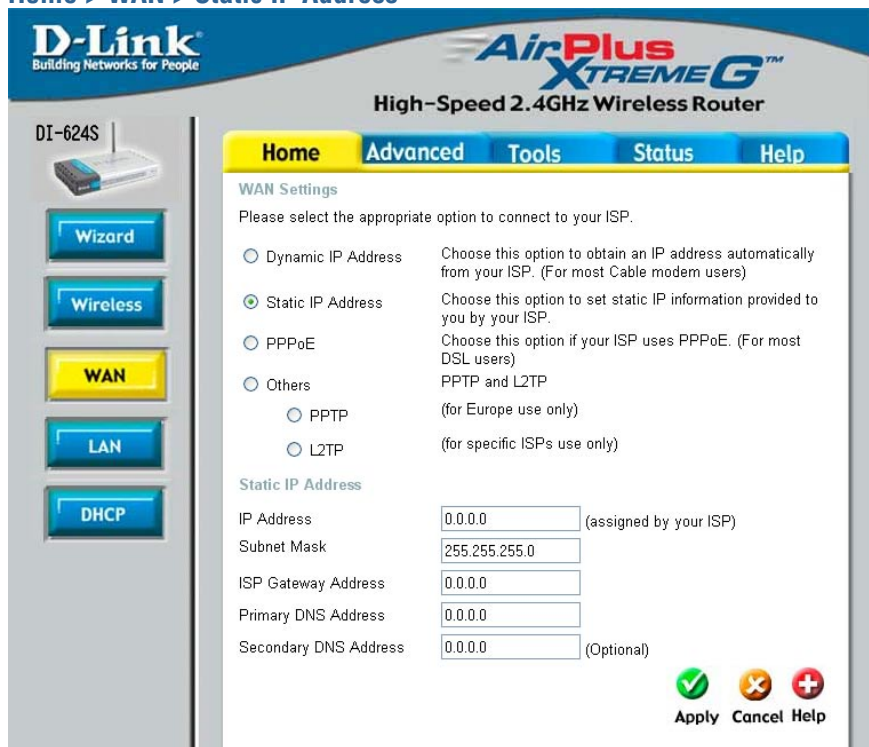 Home > WAN > Static IP Address
D-Link
Building Networks for People
AirPlus
XTREME G™
High-Speed 2.4GHz Wireless Router
DI-624S
Home Advanced Tools Status Help
Wizard
Wireless
WAN
LAN
DHCP
WAN Settings
Please select the appropriate option to connect to your ISP.
Dynamic IP Address Choose this option to obtain an IP address automatically
from your ISP. (For most Cable modem users)
Static IP Address Choose this option to set static IP information provided to
you by your ISP.
PPPoE Choose this option if your ISP uses PPPoE. (For most
DSL users)
Others PPTP and L2TP
PPTP (for Europe use only)
L2TP (for specific ISPs use only)
Static IP Address
IP Address 0.0.0.0 (assigned by your ISP)
Subnet Mask 255.255.255.0
ISP Gateway Address 0.0.0.0
Primary DNS Address 0.0.0.0
Secondary DNS Address 0.0.0.0 (Optional)
Apply Cancel Help